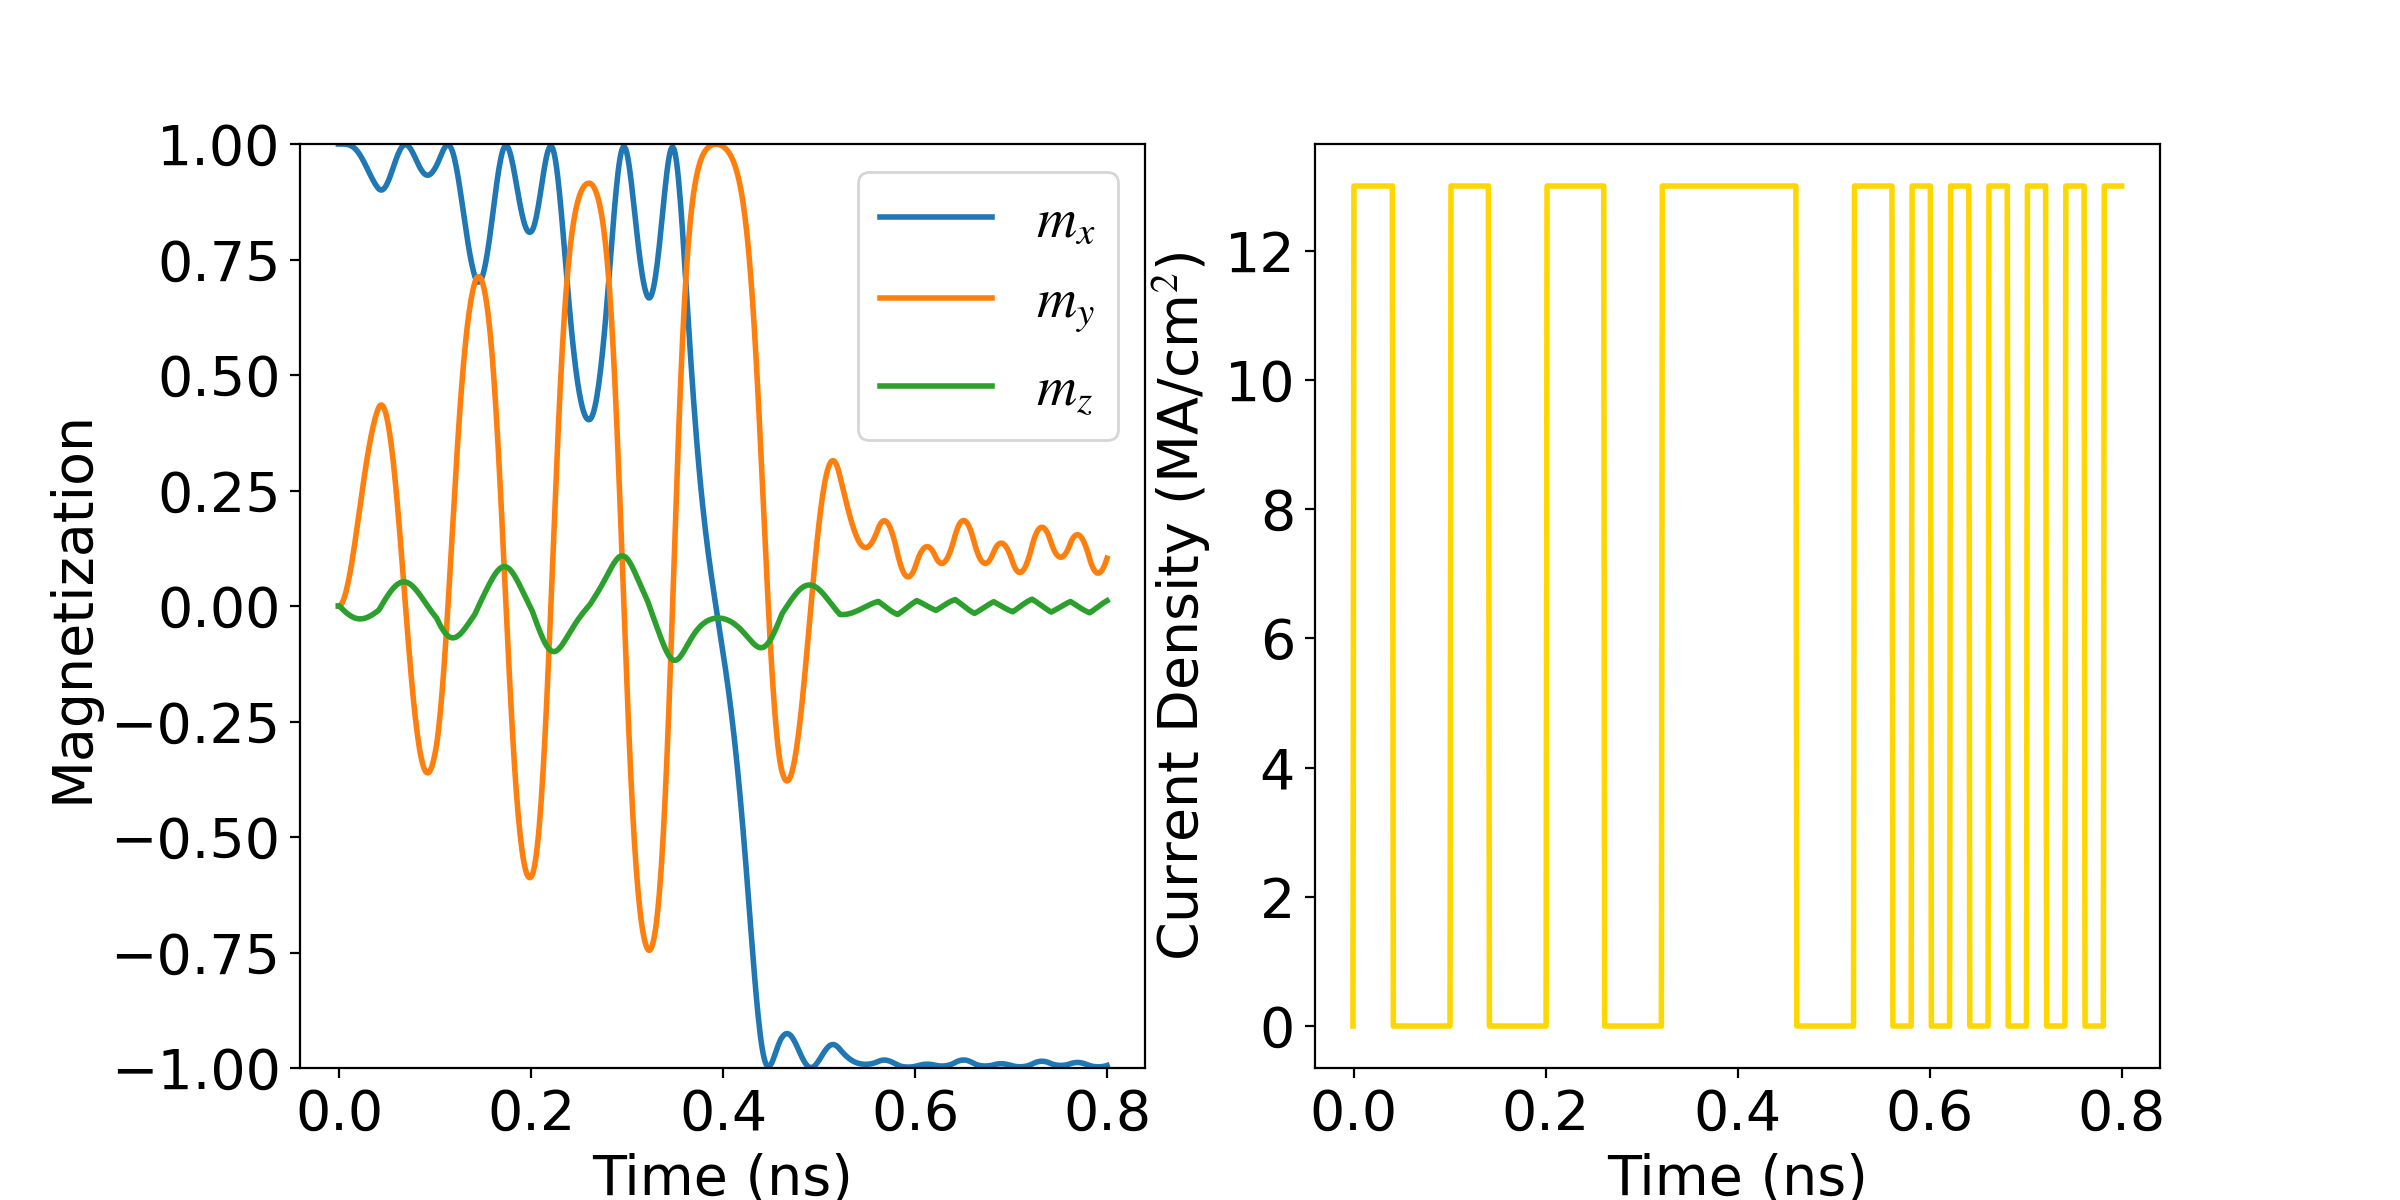 Magnetization
1.00
0.75
0.50
0.25
0.00
−0.25
−0.50
−0.75
−1.00
0.0 0.2 0.4 0.6 0.8
Time (ns)
m_x
m_y
m_z
Current Density (MA/cm²)
12
10
8
6
4
2
0
0.0 0.2 0.4 0.6 0.8
Time (ns)